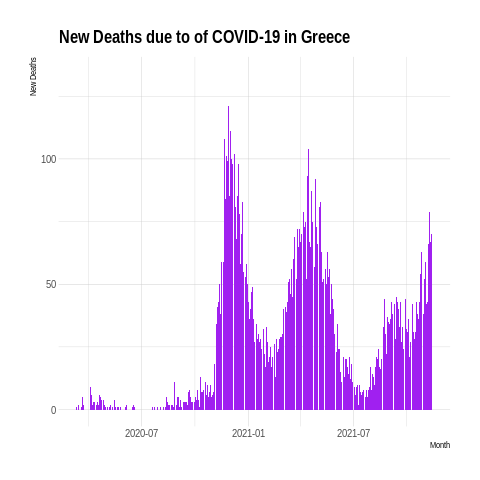 New Deaths due to of COVID-19 in Greece
New Deaths
100
50
0
2020-07
2021-01
2021-07
Month